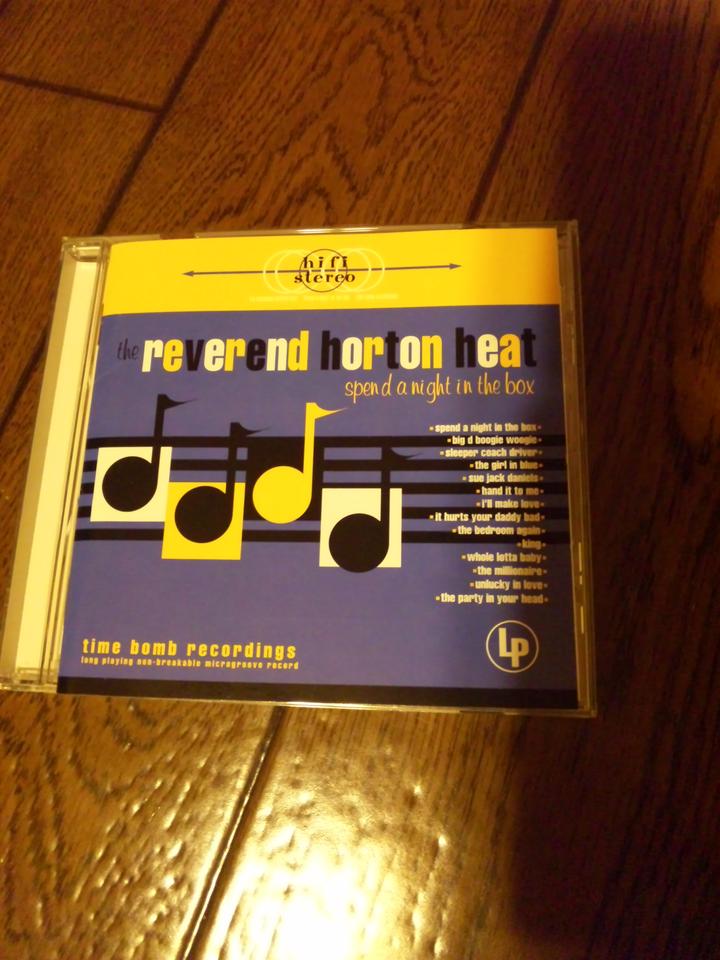 hifi
stereo
the reverend horton heat
spend a night in the box
•spend a night in the box•
•big d boogie woogie•
•sleeper coach driver•
•the girl in blue•
•sue jack daniels•
•hand it to me•
•i'll make love•
•it hurts your daddy bad•
•the bedroom again•
•king•
•whole lotta baby•
•the millionaire•
•unlucky in love•
•the party in your head•
time bomb recordings
long playing non-breakable microgroove record
LP